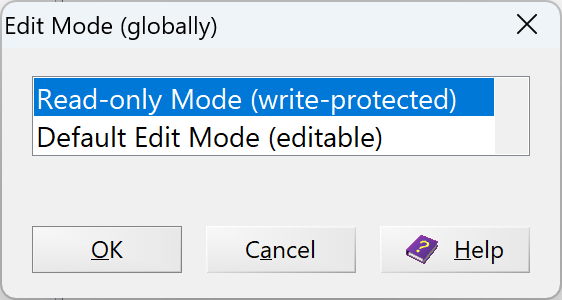 Edit Mode (globally)
Read-only Mode (write-protected)
Default Edit Mode (editable)
OK
Cancel
Help